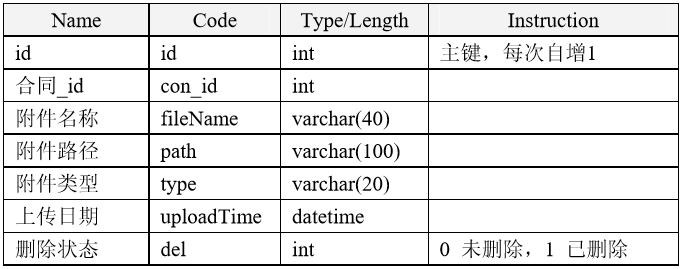 Name Code Type/Length Instruction
id id int 主键，每次自增1
合同_id con_id int
附件名称 fileName varchar(40)
附件路径 path varchar(100)
附件类型 type varchar(20)
上传日期 uploadTime datetime
删除状态 del int 0 未删除，1 已删除